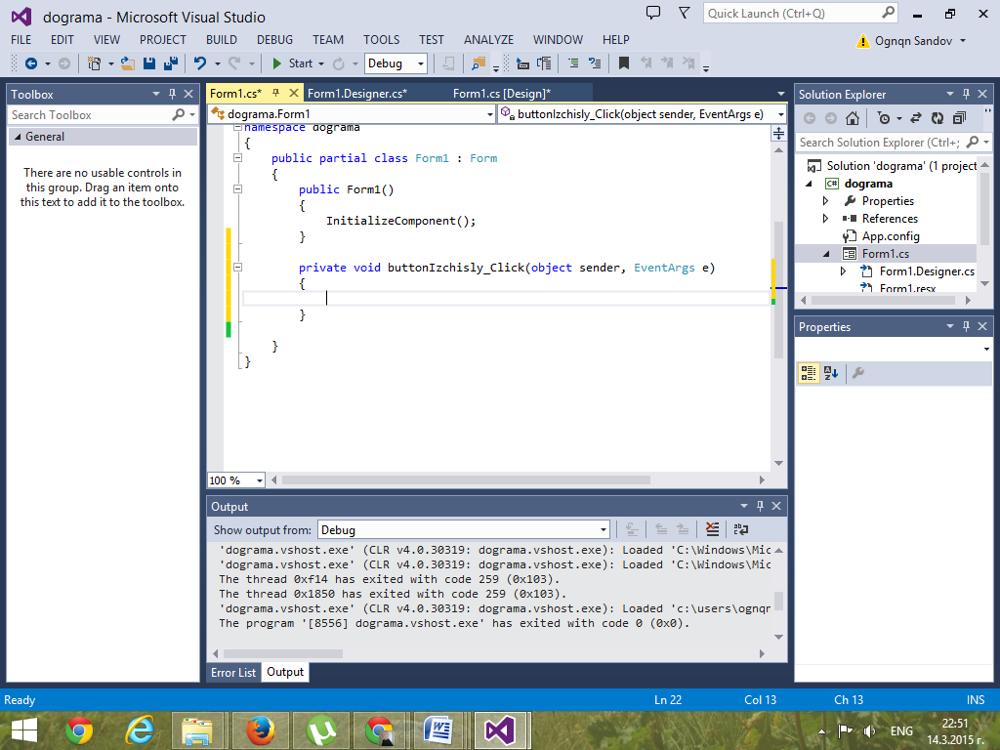 dograma - Microsoft Visual Studio
Quick Launch (Ctrl+Q)
FILE EDIT VIEW PROJECT BUILD DEBUG TEAM TOOLS TEST ANALYZE WINDOW HELP
Ognqn Sandov
Start Debug
Toolbox
Search Toolbox
General
There are no usable controls in
this group. Drag an item onto
this text to add it to the toolbox.
Form1.cs* Form1.Designer.cs* Form1.cs [Design]*
dograma.Form1 buttonIzchisly_Click(object sender, EventArgs e)
namespace dograma
{
public partial class Form1 : Form
{
public Form1()
{
InitializeComponent();
}
private void buttonIzchisly_Click(object sender, EventArgs e)
{
}
}
}
100 %
Output
Show output from: Debug
'dograma.vshost.exe' (CLR v4.0.30319: dograma.vshost.exe): Loaded 'C:\Windows\Mic
'dograma.vshost.exe' (CLR v4.0.30319: dograma.vshost.exe): Loaded 'C:\Windows\Mic
The thread 0xf14 has exited with code 259 (0x103).
The thread 0x1850 has exited with code 259 (0x103).
'dograma.vshost.exe' (CLR v4.0.30319: dograma.vshost.exe): Loaded 'c:\users\ognqn
The program '[8556] dograma.vshost.exe' has exited with code 0 (0x0).
Error List Output
Solution Explorer
Search Solution Explorer (Ctrl+;
Solution 'dograma' (1 project
C# dograma
Properties
References
App.config
Form1.cs
Form1.Designer.cs
Form1.resx
Properties
Ready Ln 22 Col 13 Ch 13 INS
ENG
22:51
14.3.2015 г.